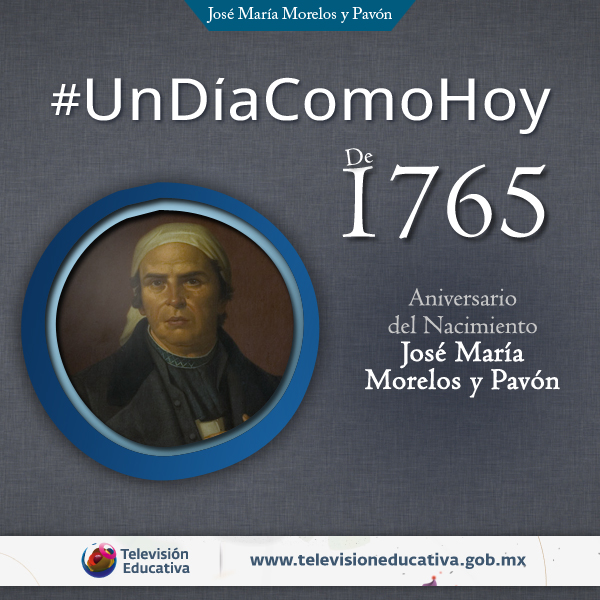 José María Morelos y Pavón
#UnDíaComoHoy
De
1765
Aniversario
del Nacimiento
José María
Morelos y Pavón
Televisión
Educativa
www.televisioneducativa.gob.mx